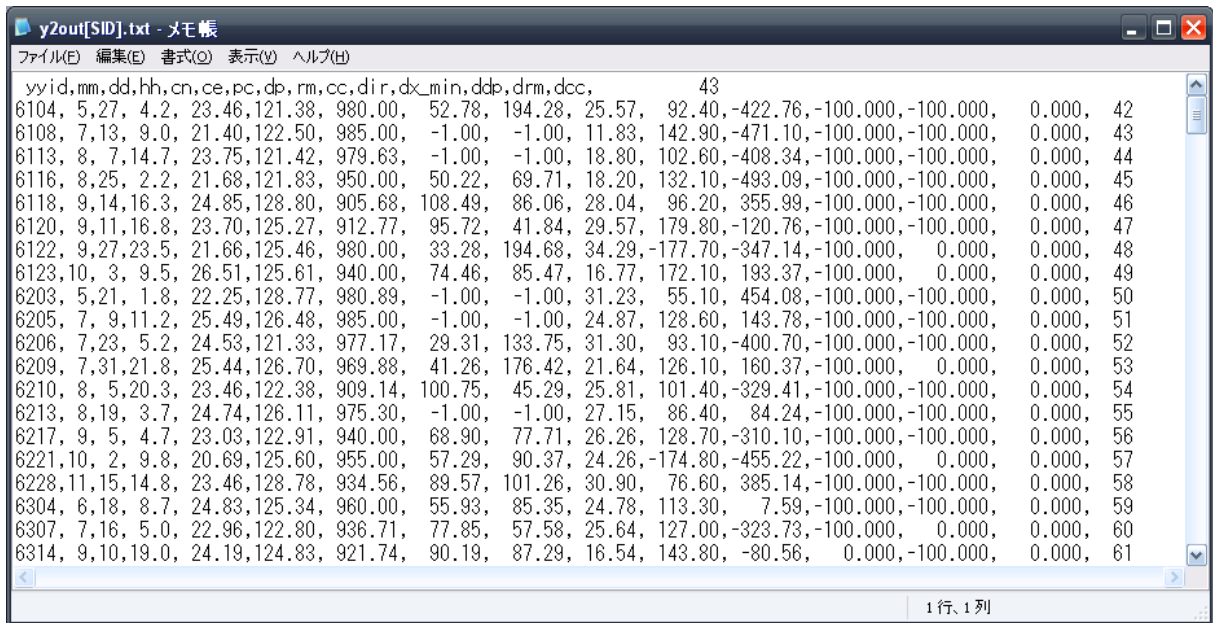 y2out[SID].txt - メモ帳
ファイル(F) 編集(E) 書式(O) 表示(V) ヘルプ(H)
yyid,mm,dd,hh,cn,ce,pc,dp,rm,cc,dir,dx_min,ddp,drm,dcc, 43
6104, 5,27, 4.2, 23.46,121.38, 980.00, 52.78, 194.28, 25.57, 92.40,-422.76,-100.000,-100.000, 0.000, 42
6108, 7,13, 9.0, 21.40,122.50, 985.00, -1.00, -1.00, 11.83, 142.90,-471.10,-100.000,-100.000, 0.000, 43
6113, 8, 7,14.7, 23.75,121.42, 979.63, -1.00, -1.00, 18.80, 102.60,-408.34,-100.000,-100.000, 0.000, 44
6116, 8,25, 2.2, 21.68,121.83, 950.00, 50.22, 69.71, 18.20, 132.10,-493.09,-100.000,-100.000, 0.000, 45
6118, 9,14,16.3, 24.85,128.80, 905.68, 108.49, 86.06, 28.04, 96.20, 355.99,-100.000,-100.000, 0.000, 46
6120, 9,11,16.8, 23.70,125.27, 912.77, 95.72, 41.84, 29.57, 179.80,-120.76,-100.000,-100.000, 0.000, 47
6122, 9,27,23.5, 21.66,125.46, 980.00, 33.28, 194.68, 34.29,-177.70,-347.14,-100.000, 0.000, 0.000, 48
6123,10, 3, 9.5, 26.51,125.61, 940.00, 74.46, 85.47, 16.77, 172.10, 193.37,-100.000, 0.000, 0.000, 49
6203, 5,21, 1.8, 22.25,128.77, 980.89, -1.00, -1.00, 31.23, 55.10, 454.08,-100.000,-100.000, 0.000, 50
6205, 7, 9,11.2, 25.49,126.48, 985.00, -1.00, -1.00, 24.87, 128.60, 143.78,-100.000,-100.000, 0.000, 51
6206, 7,23, 5.2, 24.53,121.33, 977.17, 29.31, 133.75, 31.30, 93.10,-400.70,-100.000,-100.000, 0.000, 52
6209, 7,31,21.8, 25.44,126.70, 969.88, 41.26, 176.42, 21.64, 126.10, 160.37,-100.000, 0.000, 0.000, 53
6210, 8, 5,20.3, 23.46,122.38, 909.14, 100.75, 45.29, 25.81, 101.40,-329.41,-100.000,-100.000, 0.000, 54
6213, 8,19, 3.7, 24.74,126.11, 975.30, -1.00, -1.00, 27.15, 86.40, 84.24,-100.000,-100.000, 0.000, 55
6217, 9, 5, 4.7, 23.03,122.91, 940.00, 68.90, 77.71, 26.26, 128.70,-310.10,-100.000,-100.000, 0.000, 56
6221,10, 2, 9.8, 20.69,125.60, 955.00, 57.29, 90.37, 24.26,-174.80,-455.22,-100.000, 0.000, 0.000, 57
6228,11,15,14.8, 23.46,128.78, 934.56, 89.57, 101.26, 30.90, 76.60, 385.14,-100.000,-100.000, 0.000, 58
6304, 6,18, 8.7, 24.83,125.34, 960.00, 55.93, 85.35, 24.78, 113.30, 7.59,-100.000,-100.000, 0.000, 59
6307, 7,16, 5.0, 22.96,122.80, 936.71, 77.85, 57.58, 25.64, 127.00,-323.73,-100.000, 0.000, 0.000, 60
6314, 9,10,19.0, 24.19,124.83, 921.74, 90.19, 87.29, 16.54, 143.80, -80.56, 0.000,-100.000, 0.000, 61
1行、1列